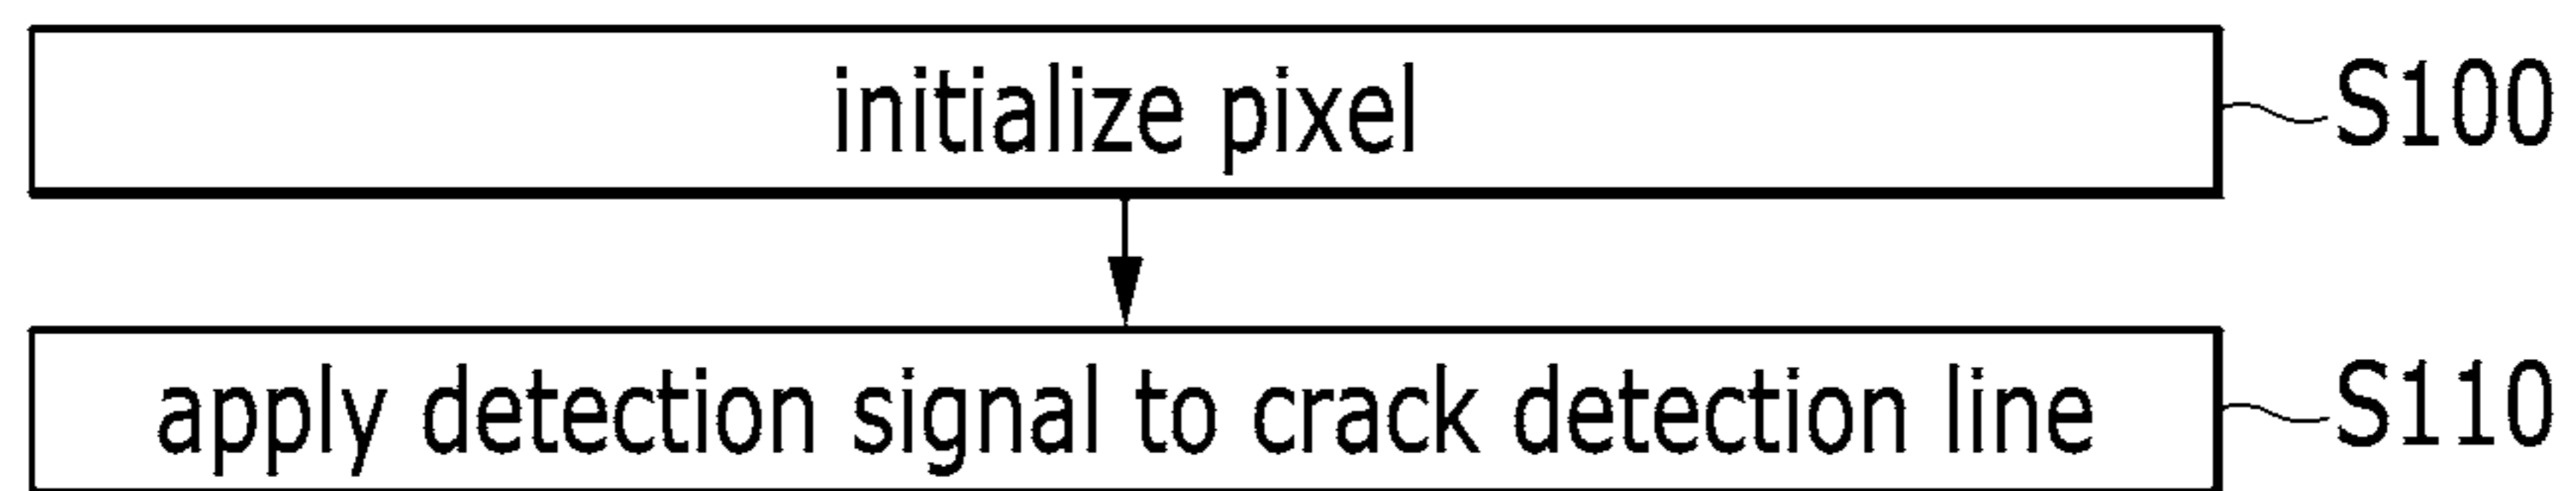 initialize pixel S100
apply detection signal to crack detection line S110